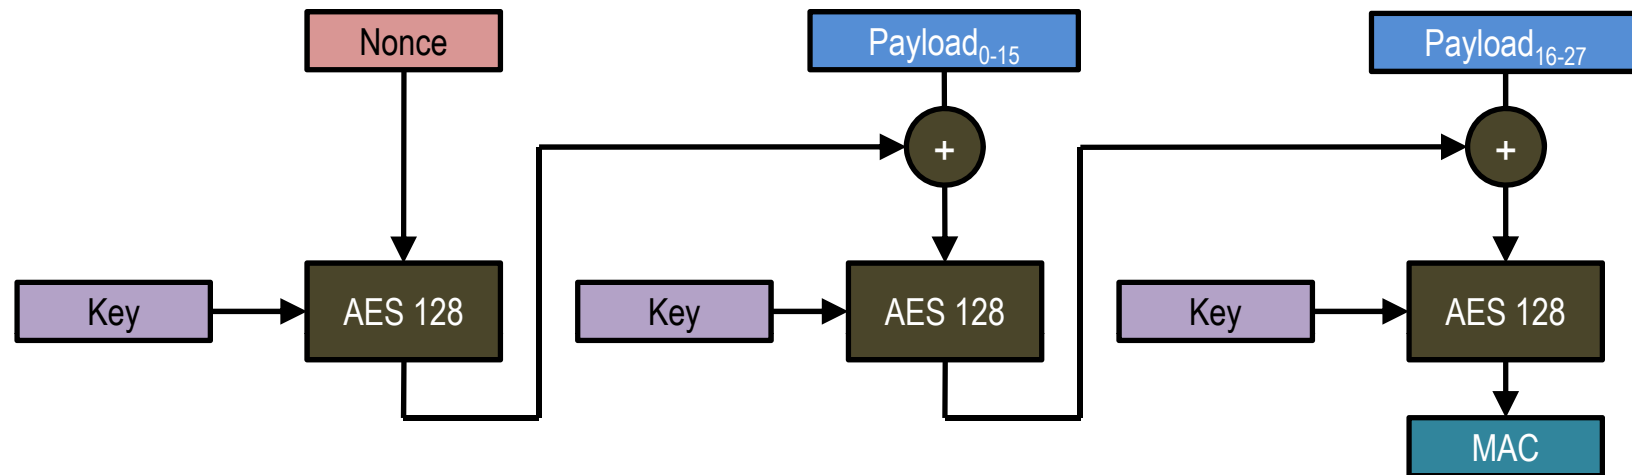 Nonce
Payload0-15
Payload16-27
+
+
Key
AES 128
Key
AES 128
Key
AES 128
MAC